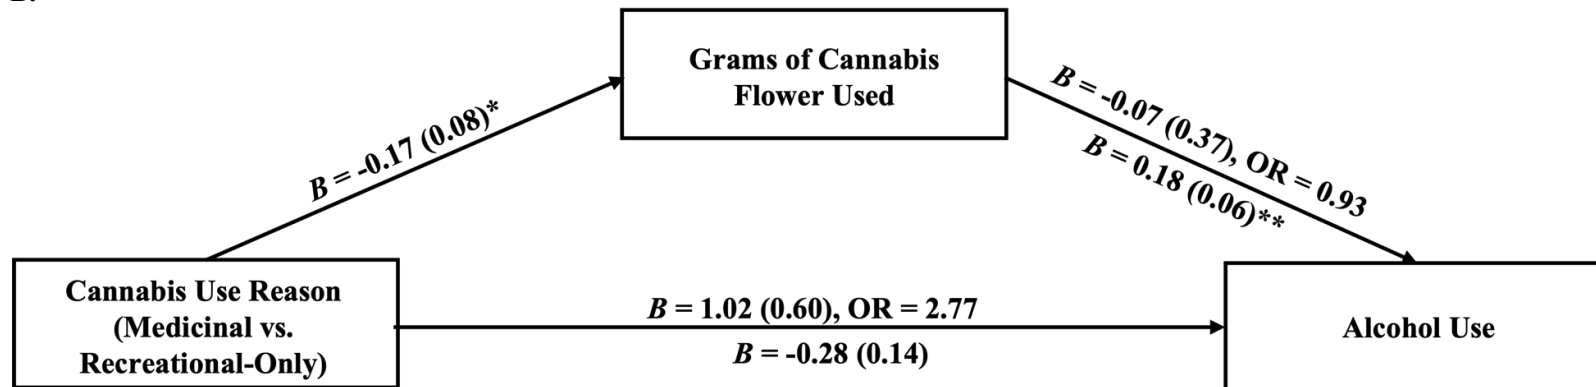 Grams of Cannabis
Flower Used
B = -0.17 (0.08)*
B = -0.07 (0.37), OR = 0.93
B = 0.18 (0.06)**
Cannabis Use Reason
(Medicinal vs.
Recreational-Only)
B = 1.02 (0.60), OR = 2.77
B = -0.28 (0.14)
Alcohol Use